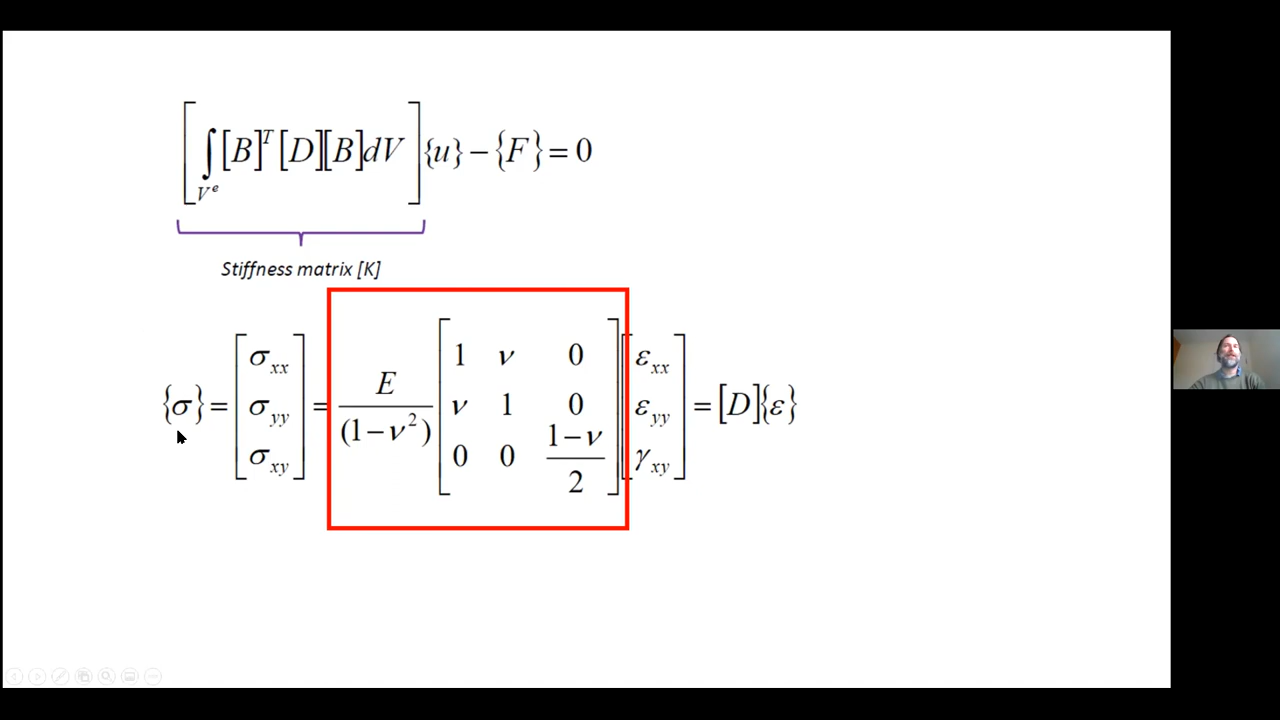 [∫_{V^e} [B]^T [D][B]dV] {u} − {F} = 0
Stiffness matrix [K]
{σ} = [σ_xx; σ_yy; σ_xy] = E/(1−ν²) [1 ν 0; ν 1 0; 0 0 (1−ν)/2] [ε_xx; ε_yy; γ_xy] = [D]{ε}